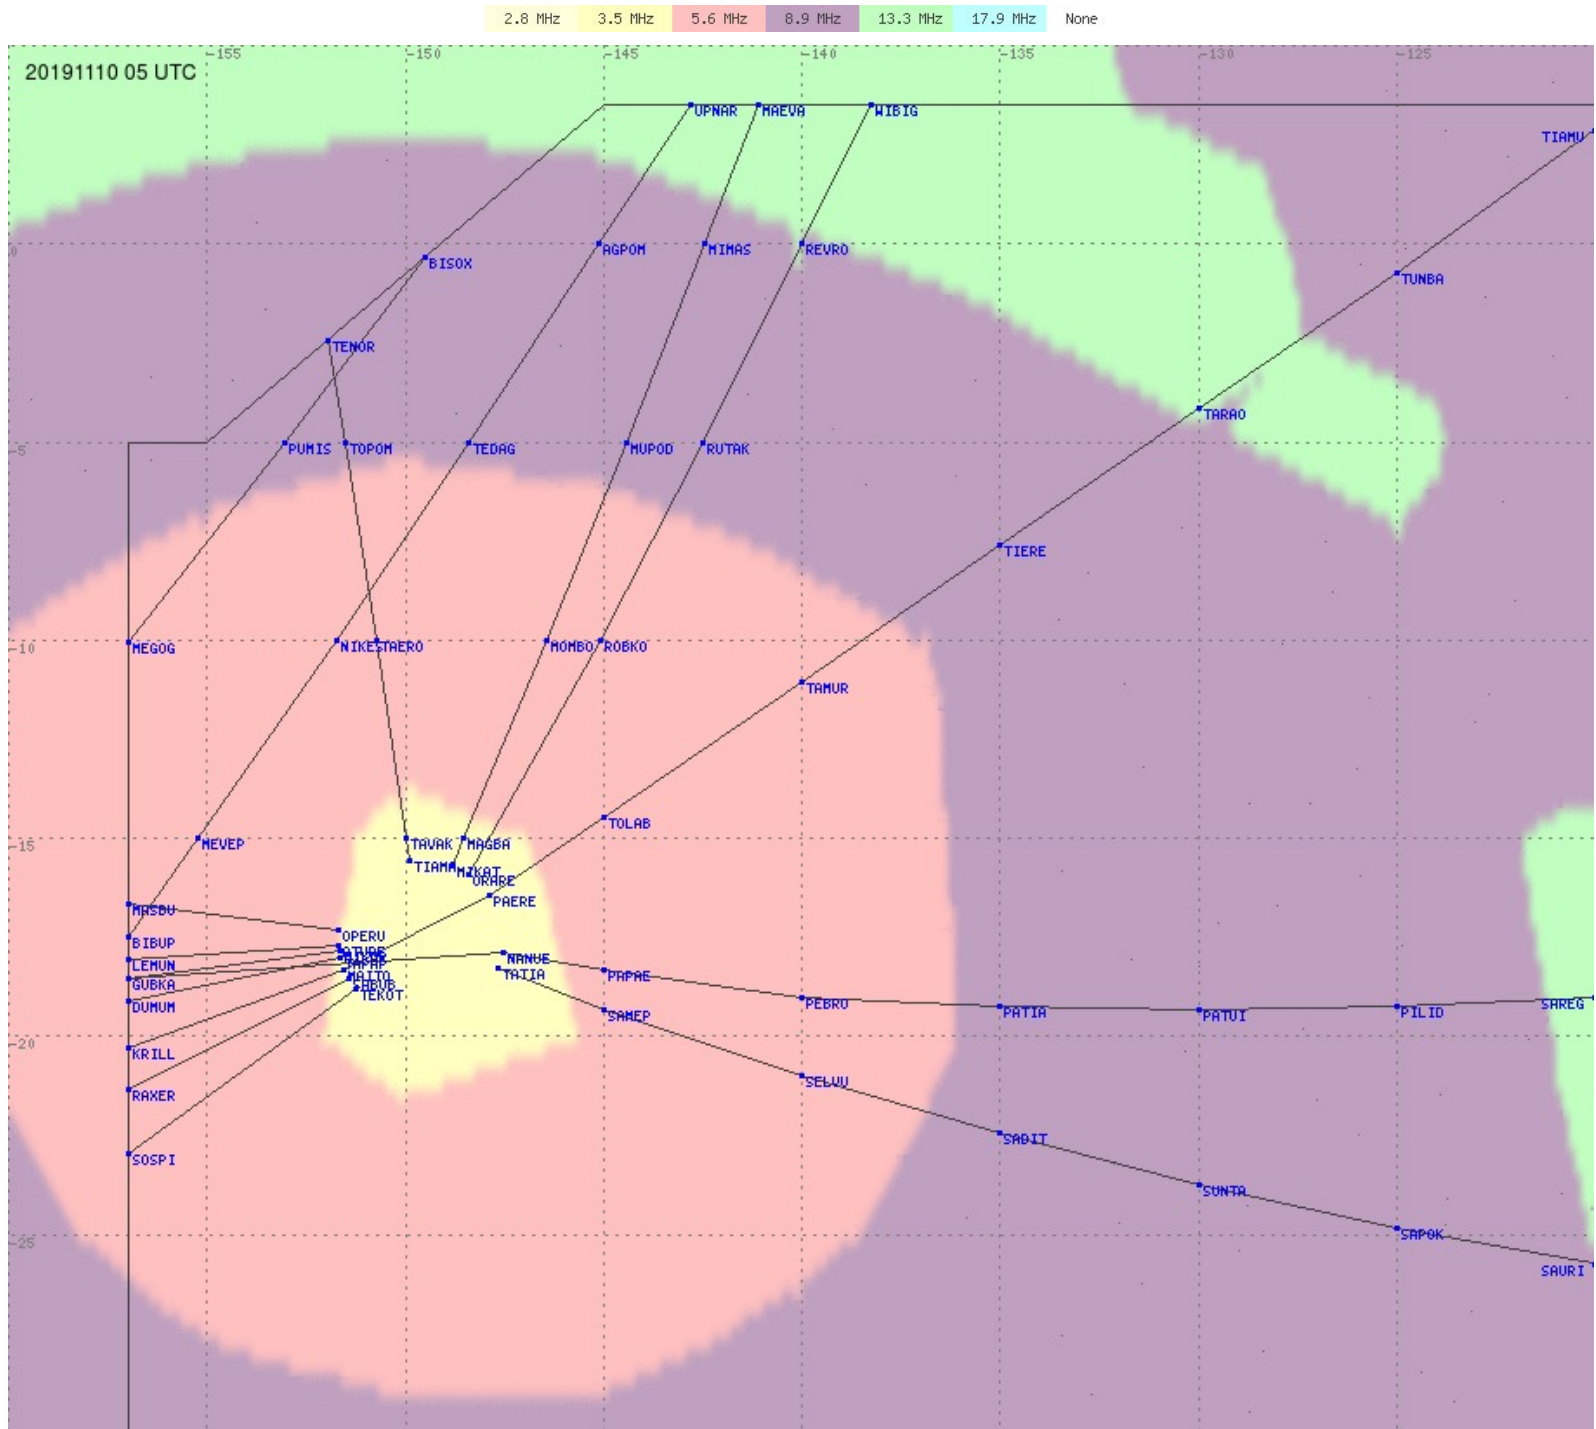 2.8 MHz 3.5 MHz 5.6 MHz 8.9 MHz 13.3 MHz 17.9 MHz None
-155 -150 -145 -140 -135 -130 -125
20191110 05 UTC
UPNAR MAEVA WIBIG
TIAMU
0 AGPOM MIMAS REVRO
BISOX
TUNBA
TENOR
TARAO
-5 PUMIS TOPOM TEDAG MUPOD RUTAK
TIERE
-10 MEGOG NIKES TAERO MOMBO ROBKO
TAMUR
TOLAB
-15 MEVEP TAVAK MAGBA
TIAMA MIKAT
ORARE
PAERE
MASBU
OPERU
BIBUP
NANUE
LEMUN
TATIA PAPAE
MAITO
GUBKA
TEKOT
DUMUM SAMEP PEBRO PATIA PATUI PILID SAREG
-20 KRILL
SELUU
RAXER
SADIT
SOSPI
SUNTA
-25 SAPOK
SAURI